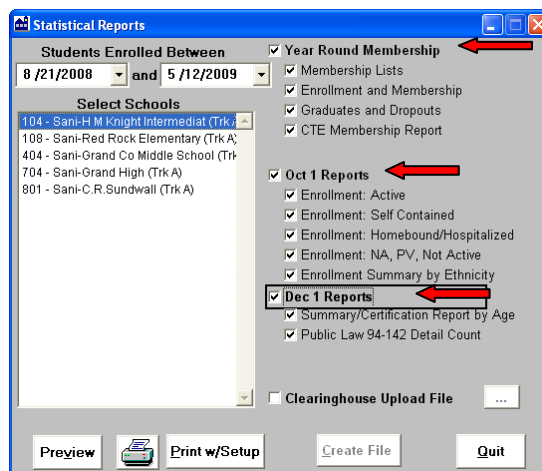 Statistical Reports
Students Enrolled Between
8 /21/2008 and 5 /12/2009
Select Schools
104 - Sani-H M Knight Intermediat (Trk A
108 - Sani-Red Rock Elementary (Trk A)
404 - Sani-Grand Co Middle School (Trk
704 - Sani-Grand High (Trk A)
801 - Sani-C.R.Sundwall (Trk A)
Year Round Membership
Membership Lists
Enrollment and Membership
Graduates and Dropouts
CTE Membership Report
Oct 1 Reports
Enrollment: Active
Enrollment: Self Contained
Enrollment: Homebound/Hospitalized
Enrollment: NA, PV, Not Active
Enrollment Summary by Ethnicity
Dec 1 Reports
Summary/Certification Report by Age
Public Law 94-142 Detail Count
Clearinghouse Upload File ...
Preview Print w/Setup Create File Quit